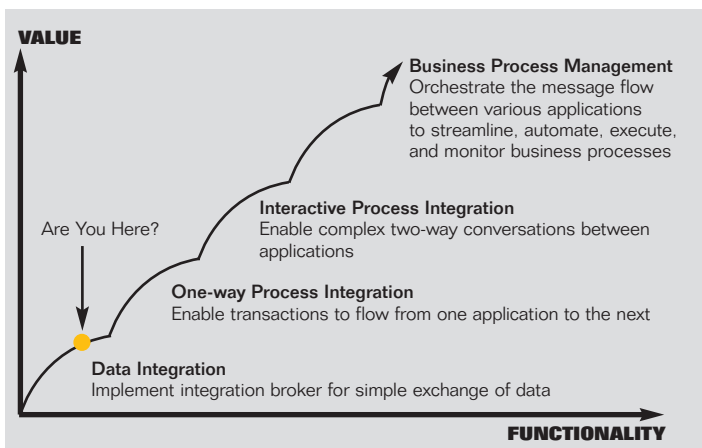 VALUE
Business Process Management
Orchestrate the message flow
between various applications
to streamline, automate, execute,
and monitor business processes
Interactive Process Integration
Enable complex two-way conversations between
applications
Are You Here?
One-way Process Integration
Enable transactions to flow from one application to the next
Data Integration
Implement integration broker for simple exchange of data
FUNCTIONALITY